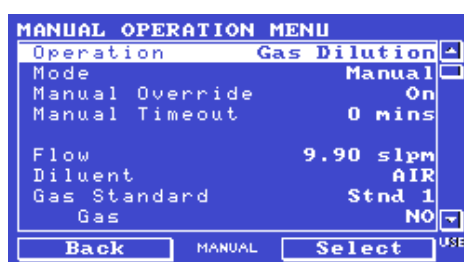 MANUAL OPERATION MENU
Operation Gas Dilution
Mode Manual
Manual Override On
Manual Timeout 0 mins
Flow 9.90 slpm
Diluent AIR
Gas Standard Stnd 1
Gas NO
Back MANUAL Select USE